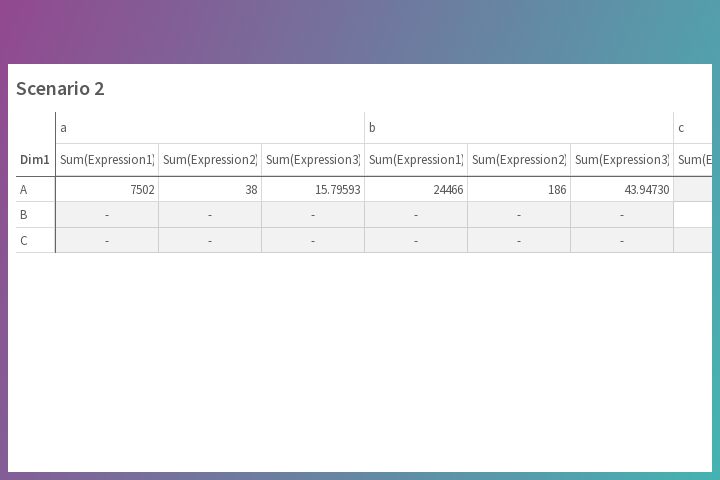 Scenario 2
a b c
Dim1 Sum(Expression1) Sum(Expression2) Sum(Expression3) Sum(Expression1) Sum(Expression2) Sum(Expression3) Sum(E
A 7502 38 15.79593 24466 186 43.94730
B - - - - - -
C - - - - - -